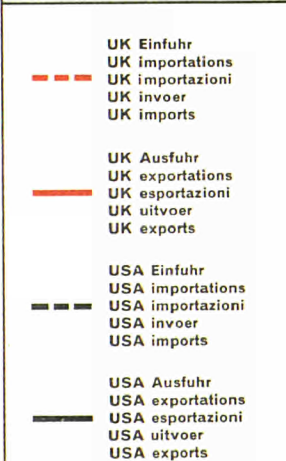 UK Einfuhr
UK importations
UK importazioni
UK invoer
UK imports
UK Ausfuhr
UK exportations
UK esportazioni
UK uitvoer
UK exports
USA Einfuhr
USA importations
USA importazioni
USA invoer
USA imports
USA Ausfuhr
USA exportations
USA esportazioni
USA uitvoer
USA exports